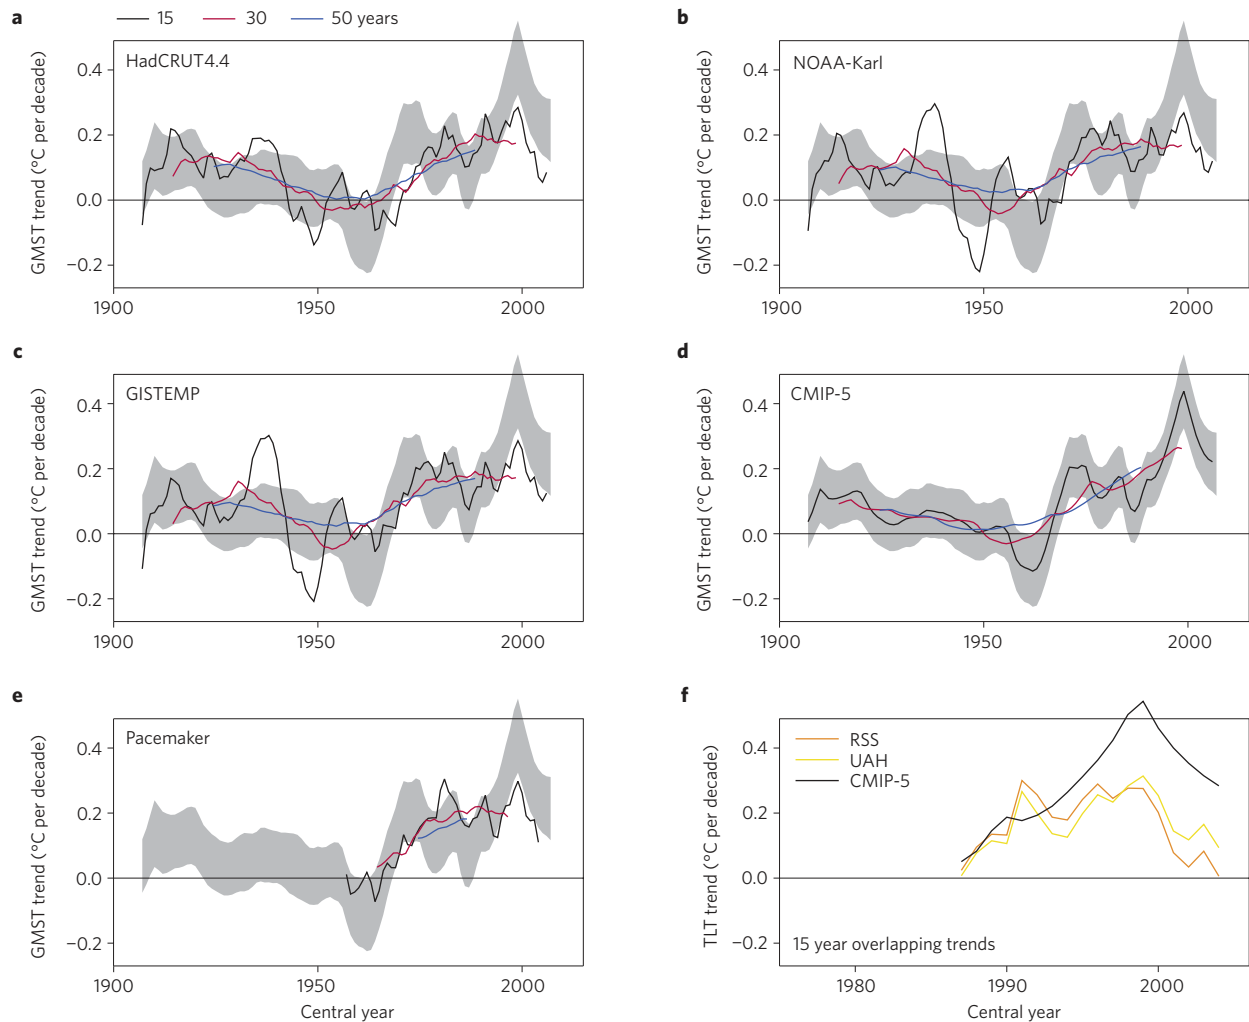 a
15 30 50 years
HadCRUT4.4
GMST trend (°C per decade)
0.4
0.2
0.0
−0.2
1900 1950 2000
b
NOAA-Karl
GMST trend (°C per decade)
0.4
0.2
0.0
−0.2
1900 1950 2000
c
GISTEMP
GMST trend (°C per decade)
0.4
0.2
0.0
−0.2
1900 1950 2000
d
CMIP-5
GMST trend (°C per decade)
0.4
0.2
0.0
−0.2
1900 1950 2000
e
Pacemaker
GMST trend (°C per decade)
0.4
0.2
0.0
−0.2
1900 1950 2000
Central year
f
RSS
UAH
CMIP-5
TLT trend (°C per decade)
0.4
0.2
0.0
−0.2
15 year overlapping trends
1980 1990 2000
Central year